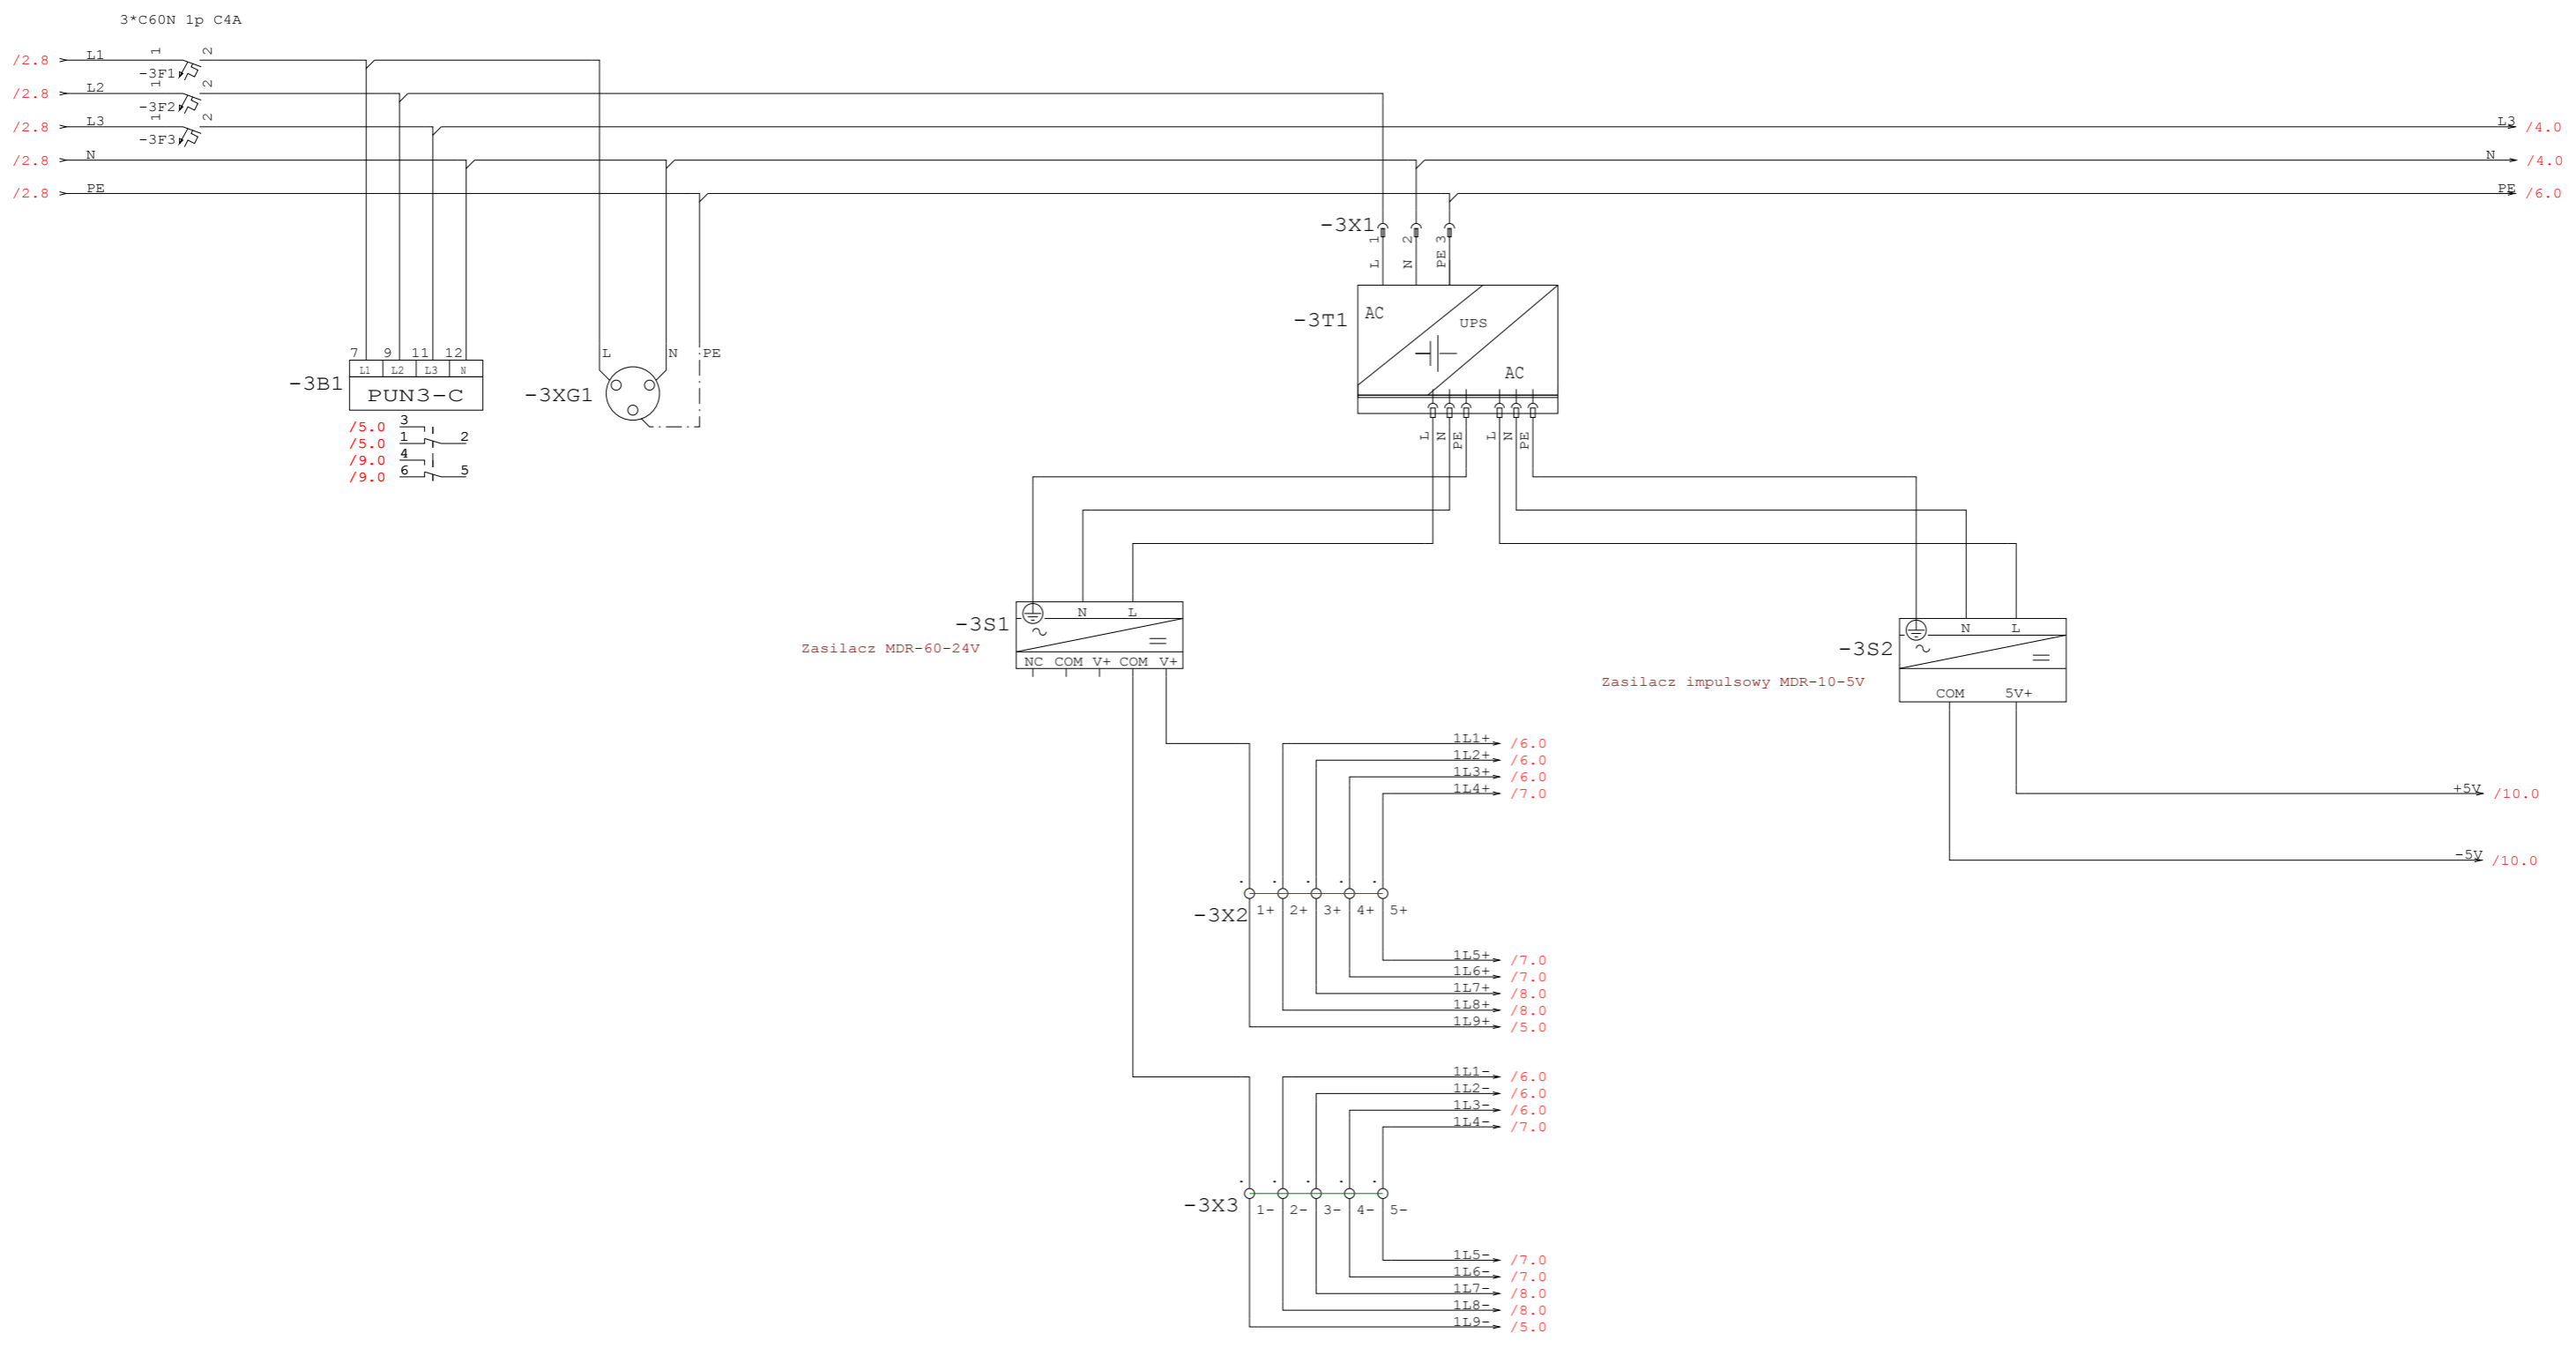 3*C60N 1p C4A
/2.8 L1 1 2
-3F1
/2.8 L2 1 2
-3F2
/2.8 L3 1 2 L3 /4.0
-3F3
/2.8 N N /4.0
/2.8 PE PE /6.0
-3X1 1 2 3
L N PE
-3T1 AC UPS
AC
L N PE L N PE
7 9 11 12
L1 L2 L3 N
-3B1 PUN3-C
/5.0 3
/5.0 1 2
/9.0 4
/9.0 6 5
L N PE
-3XG1
-3S1 N L
Zasilacz MDR-60-24V
NC COM V+ COM V+
-3S2 N L
Zasilacz impulsowy MDR-10-5V
COM 5V+
1L1+ /6.0
1L2+ /6.0
1L3+ /6.0
1L4+ /7.0
+5V /10.0
-5V /10.0
-3X2 1+ 2+ 3+ 4+ 5+
1L5+ /7.0
1L6+ /7.0
1L7+ /8.0
1L8+ /8.0
1L9+ /5.0
1L1- /6.0
1L2- /6.0
1L3- /6.0
1L4- /7.0
-3X3 1- 2- 3- 4- 5-
1L5- /7.0
1L6- /7.0
1L7- /8.0
1L8- /8.0
1L9- /5.0